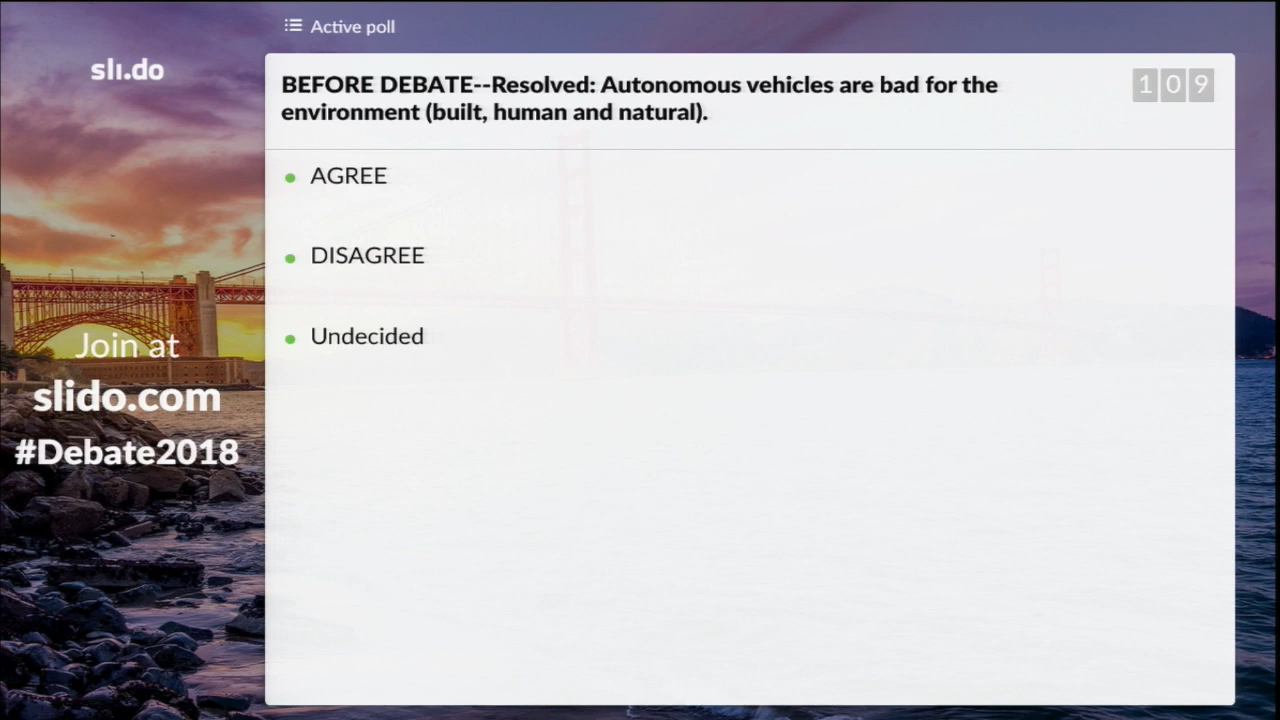 Active poll
sli.do
BEFORE DEBATE--Resolved: Autonomous vehicles are bad for the
environment (built, human and natural).
109
AGREE
DISAGREE
Undecided
Join at
slido.com
#Debate2018